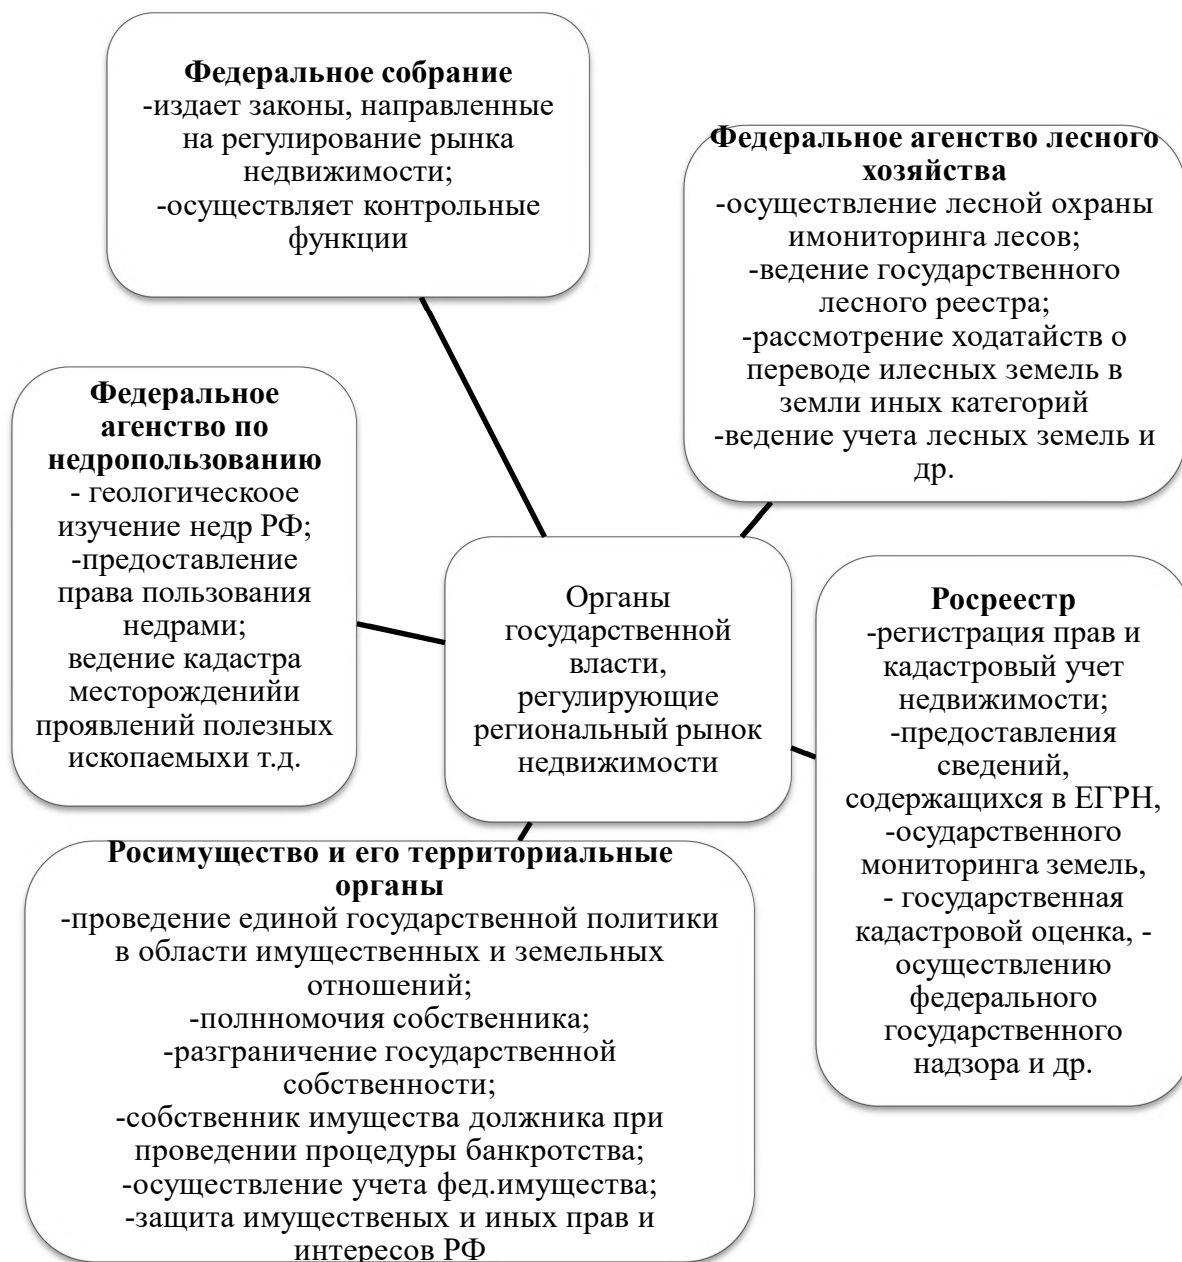 Федеральное собрание
-издает законы, направленные
на регулирование рынка
недвижимости;
-осуществляет контрольные
функции
Федеральное агенство лесного
хозяйства
-осуществление лесной охраны
имониторинга лесов;
-ведение государственного
лесного реестра;
-рассмотрение ходатайств о
переводе илесных земель в
земли иных категорий
-ведение учета лесных земель и
др.
Федеральное
агенство по
недропользованию
- геологическоое
изучение недр РФ;
-предоставление
права пользования
недрами;
ведение кадастра
месторожденийи
проявлений полезных
ископаемыхи т.д.
Органы
государственной
власти,
регулирующие
региональный рынок
недвижимости
Росреестр
-регистрация прав и
кадастровый учет
недвижимости;
-предоставления
сведений,
содержащихся в ЕГРН,
-осударственного
мониторинга земель,
- государственная
кадастровой оценка, -
осуществлению
федерального
государственного
надзора и др.
Росимущество и его территориальные
органы
-проведение единой государственной политики
в области имущественных и земельных
отношений;
-полнномочия собственника;
-разграничение государственной
собственности;
-собственник имущества должника при
проведении процедуры банкротства;
-осуществление учета фед.имущества;
-защита имущественых и иных прав и
интересов РФ